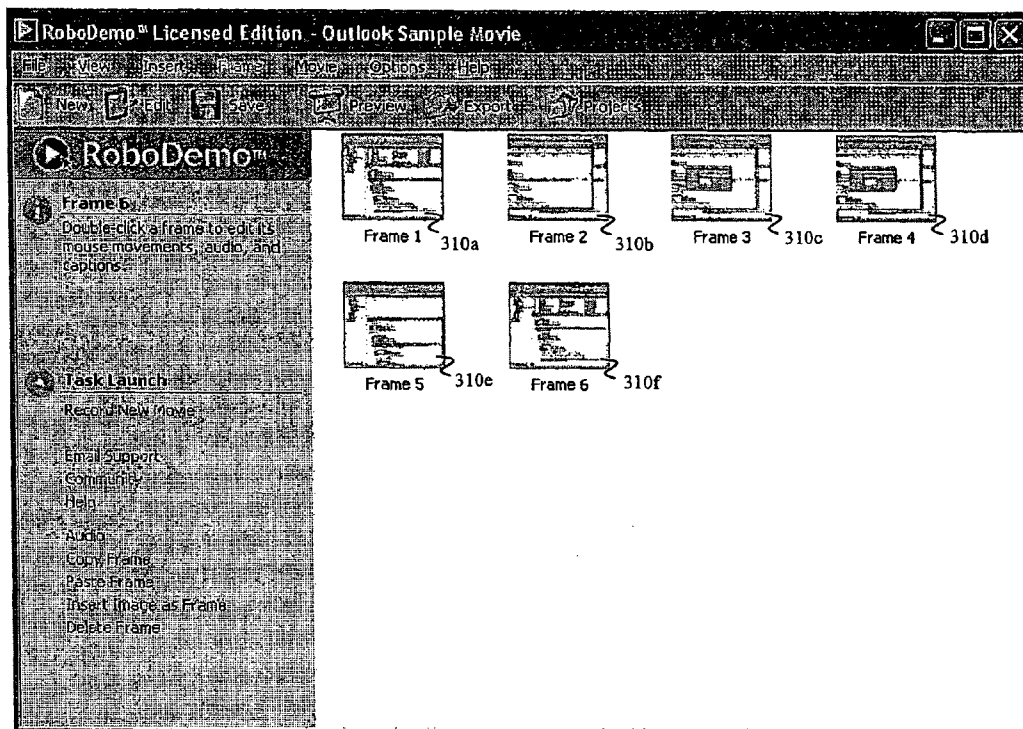 RoboDemo™ Licensed Edition - Outlook Sample Movie
File View Insert Frame Movie Options Help
New Edit Save Preview Export Projects
RoboDemo™
Frame 6
Double-click a frame to edit its
mouse movements, audio, and
captions.
Task Launch
Record New Movie
Email Support
Community
Help
Audio
Copy Frame
Paste Frame
Insert Image as Frame
Delete Frame
Frame 1 310a
Frame 2 310b
Frame 3 310c
Frame 4 310d
Frame 5 310e
Frame 6 310f